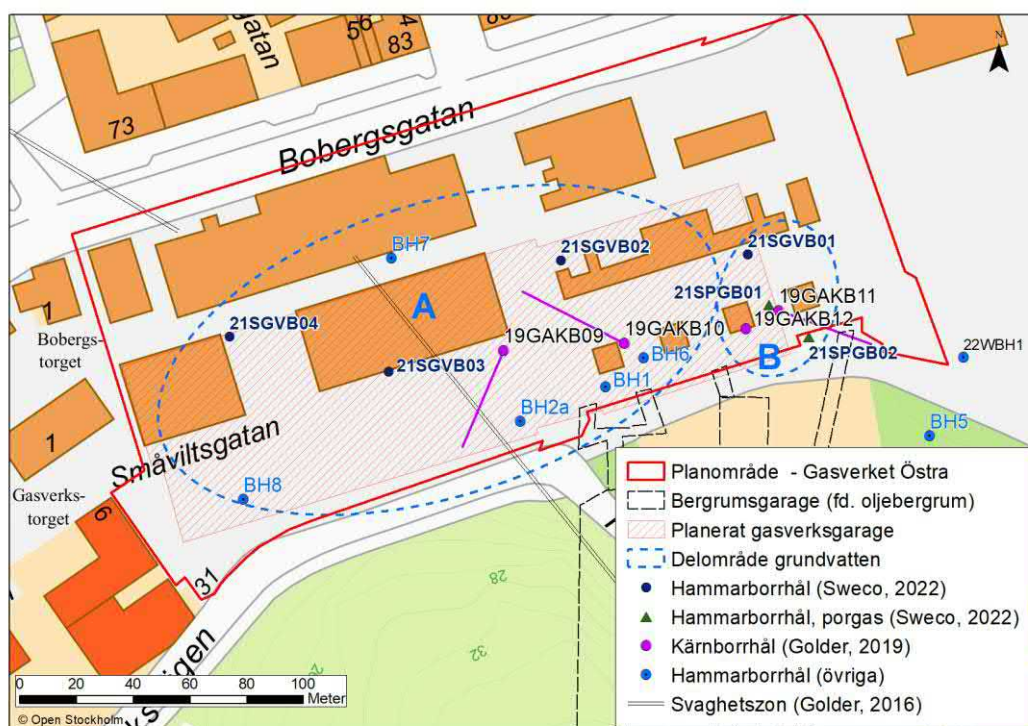 gatan
56
4
83
73
N
Bobergsgatan
BH7
21SGVB02
21SGVB01
A
21SPGB01
19GAKB11
1
Bobergs-
torget
21SGVB04
19GAKB09
19GAKB10
19GAKB12
BH6
B
21SPGB02
22WBH1
21SGVB03
BH1
BH2a
BH5
1
Småviltsgatan
Gasverks-
torget
BH8
6
31
28
32
Planområde - Gasverket Östra
Bergrumsgarage (fd. oljebergrum)
Planerat gasverksgarage
Delområde grundvatten
Hammarborrhål (Sweco, 2022)
Hammarborrhål, porgas (Sweco, 2022)
Kärnborrhål (Golder, 2019)
Hammarborrhål (övriga)
Svaghetszon (Golder, 2016)
0 20 40 60 80 100
Meter
© Open Stockholm